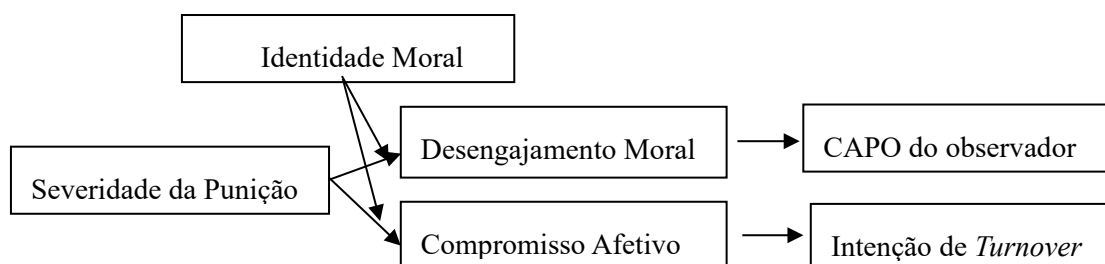 Identidade Moral
Desengajamento Moral
CAPO do observador
Severidade da Punição
Compromisso Afetivo
Intenção de Turnover